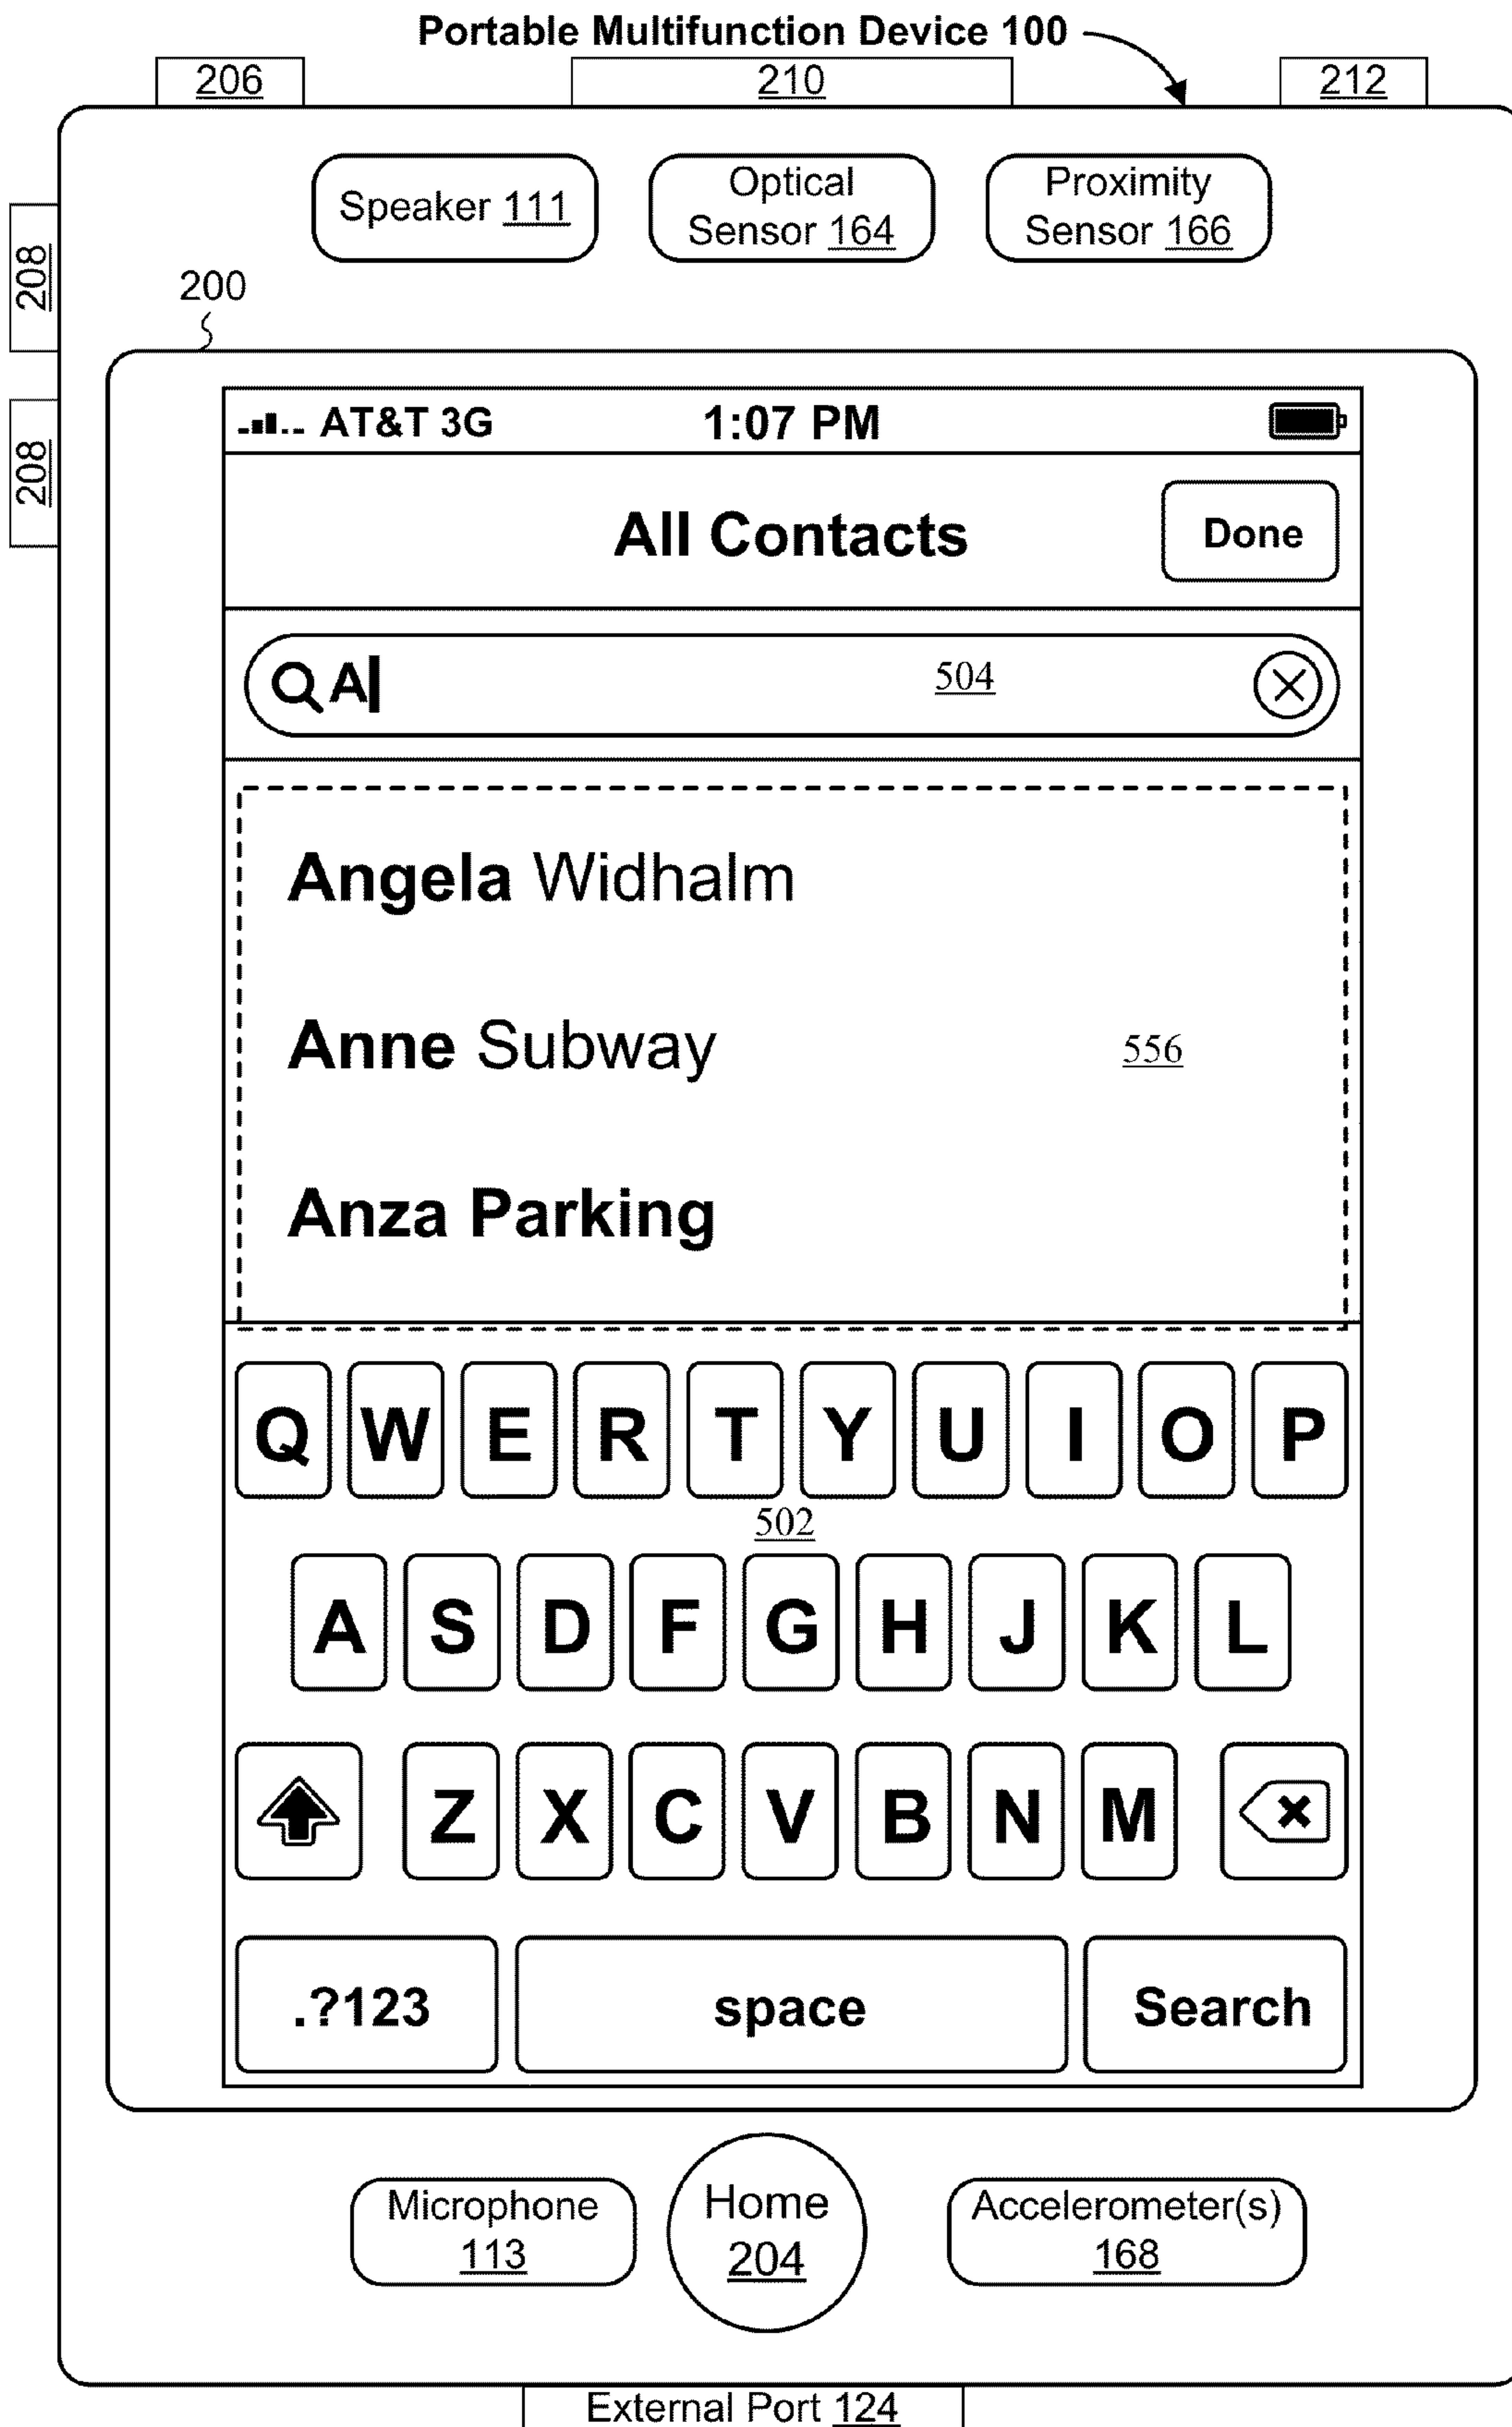 Portable Multifunction Device 100
206 210 212
Speaker 111
Optical
Sensor 164
Proximity
Sensor 166
208
200
208
AT&T 3G 1:07 PM
All Contacts Done
A 504
Angela Widhalm
Anne Subway 556
Anza Parking
Q W E R T Y U I O P
502
A S D F G H J K L
Z X C V B N M
.?123 space Search
Microphone
113
Home
204
Accelerometer(s)
168
External Port 124